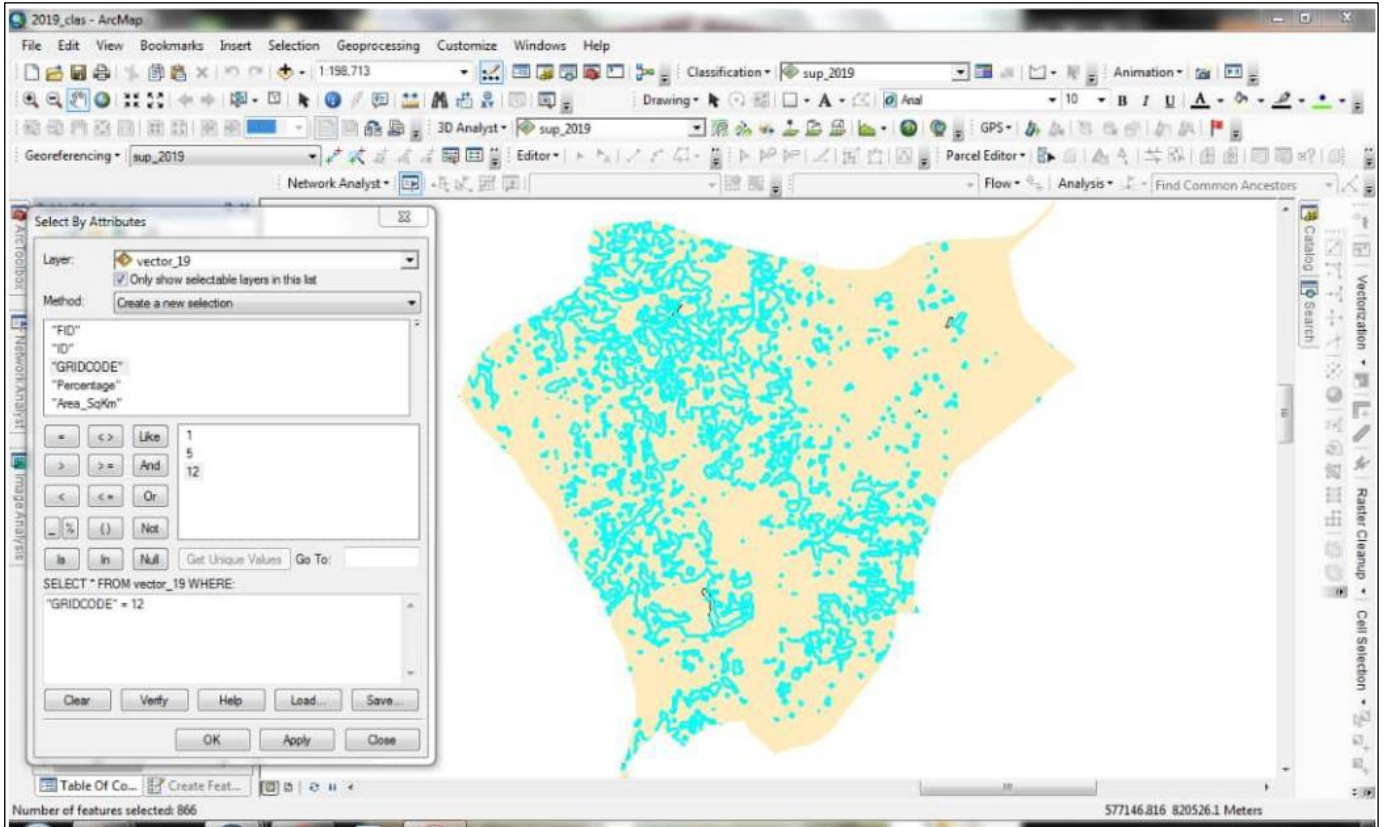 2019_clas - ArcMap
File Edit View Bookmarks Insert Selection Geoprocessing Customize Windows Help
1:198,713 Classification sup_2019 Animation
Drawing A Arial 10 B I U A
3D Analyst sup_2019 GPS
Georeferencing sup_2019 Editor Parcel Editor
Network Analyst Flow Analysis Find Common Ancestors
Select By Attributes
Layer: vector_19
Only show selectable layers in this list
Method: Create a new selection
"FID"
"ID"
"GRIDCODE"
"Percentage"
"Area_SqKm"
= <> Like 1
5
> >= And 12
< <= Or
_ % () Not
Is In Null Get Unique Values Go To:
SELECT * FROM vector_19 WHERE:
"GRIDCODE" = 12
Clear Verify Help Load... Save...
OK Apply Close
Table Of Co... Create Feat...
Number of features selected: 866
577146.816 820526.1 Meters
ArcToolbox
Network Analyst
Image Analysis
Catalog
Search
Vectorization
Raster Cleanup
Cell Selection